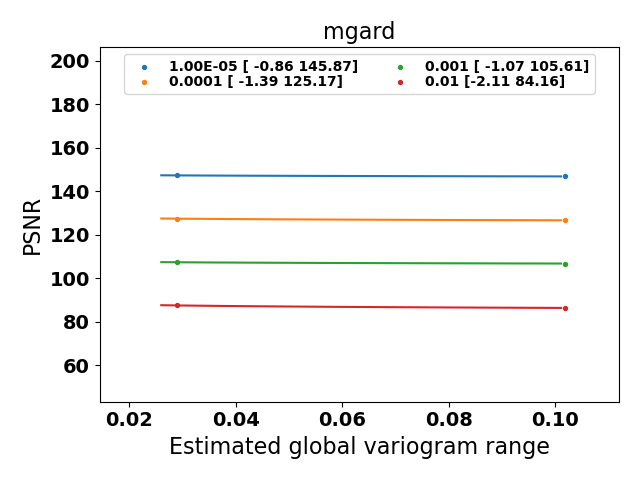 mgard
1.00E-05 [ -0.86 145.87]
0.0001 [ -1.39 125.17]
0.001 [ -1.07 105.61]
0.01 [-2.11 84.16]
200
180
160
140
120
100
80
60
PSNR
0.02 0.04 0.06 0.08 0.10
Estimated global variogram range